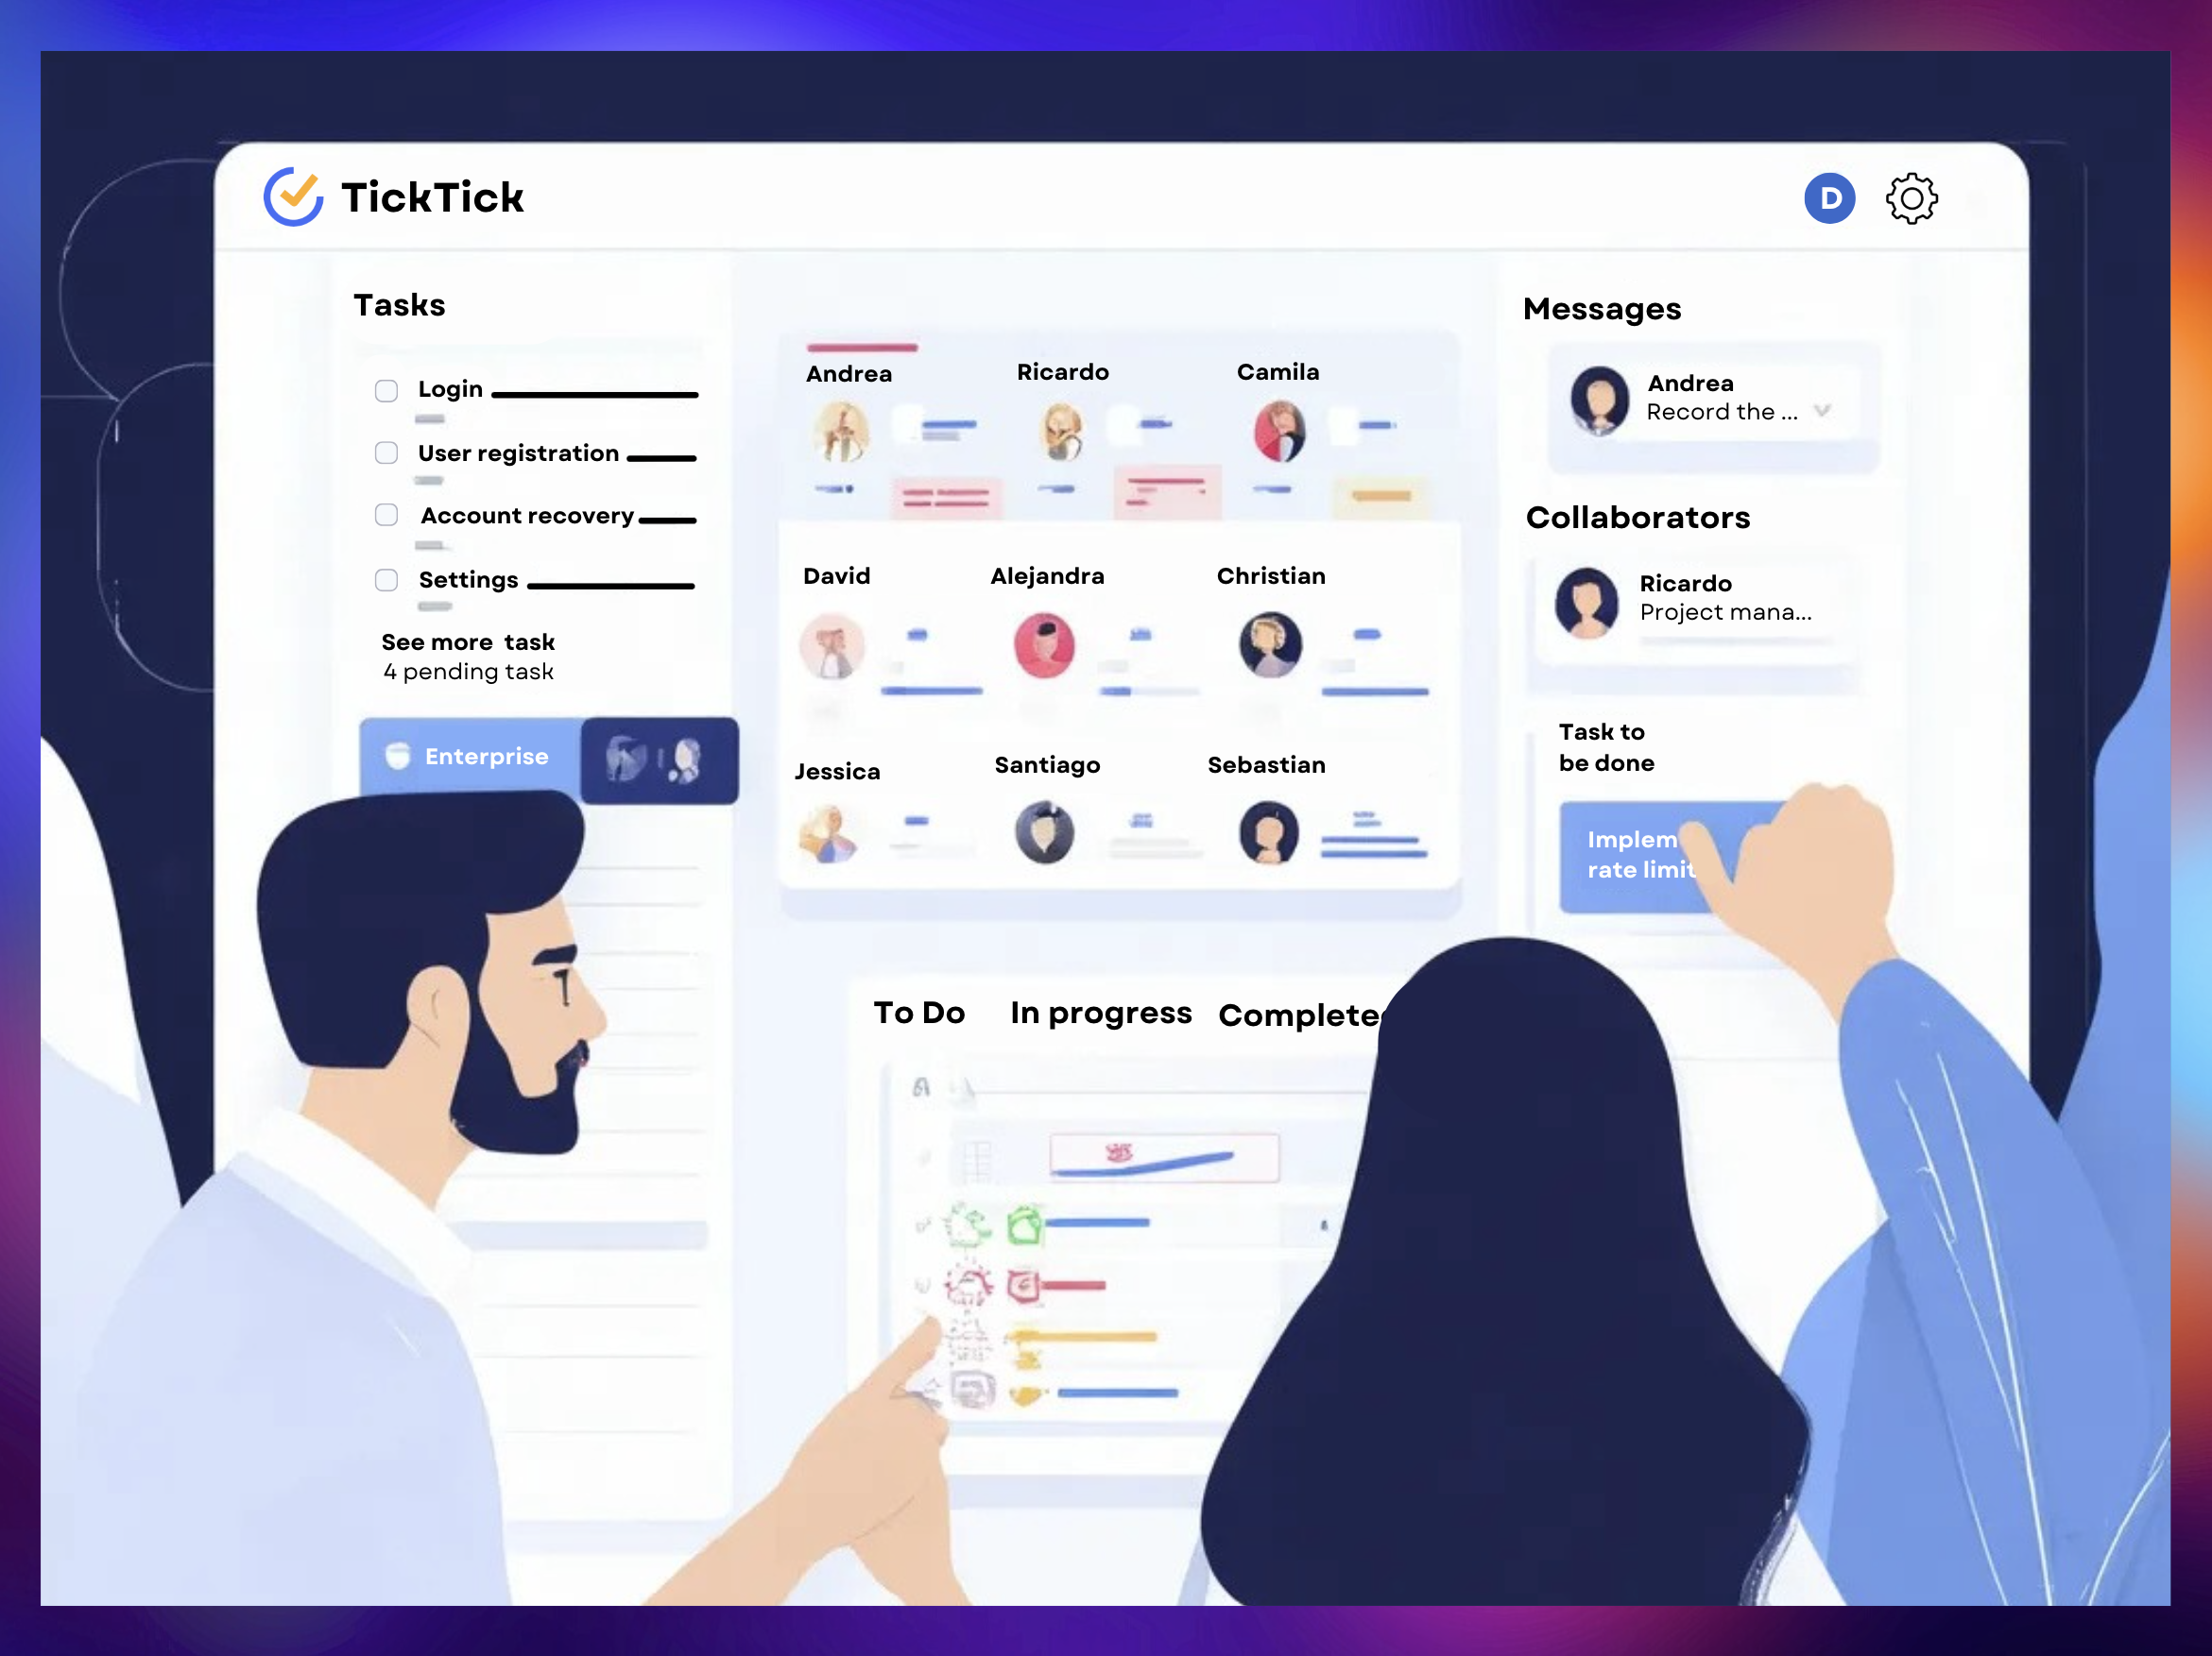 TickTick
D
Tasks
Login
User registration
Account recovery
Settings
See more task
4 pending task
Enterprise
Andrea
Ricardo
Camila
David
Alejandra
Christian
Jessica
Santiago
Sebastian
To Do
In progress
Complete
Messages
Andrea
Record the ...
Collaborators
Ricardo
Project mana...
Task to
be done
Implem
rate limit